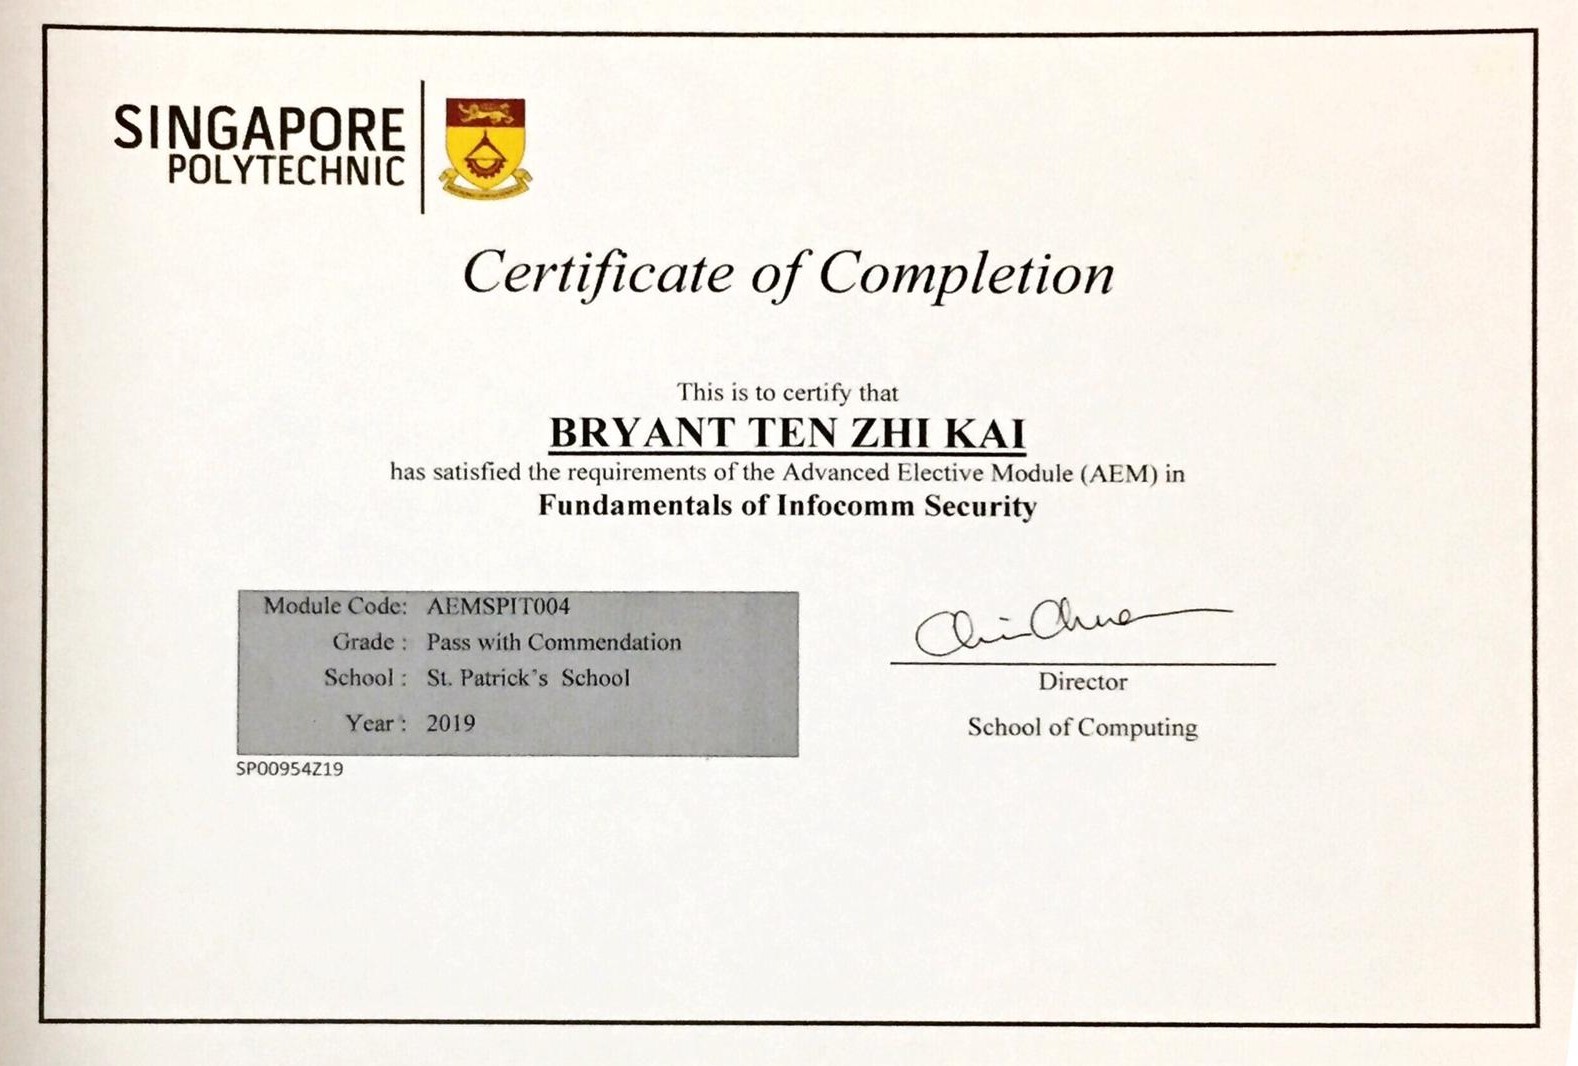 SINGAPORE
POLYTECHNIC
Certificate of Completion
This is to certify that
BRYANT TEN ZHI KAI
has satisfied the requirements of the Advanced Elective Module (AEM) in
Fundamentals of Infocomm Security
Module Code: AEMSPIT004
Grade : Pass with Commendation
School : St. Patrick's School
Year : 2019
SP00954Z19
Director
School of Computing